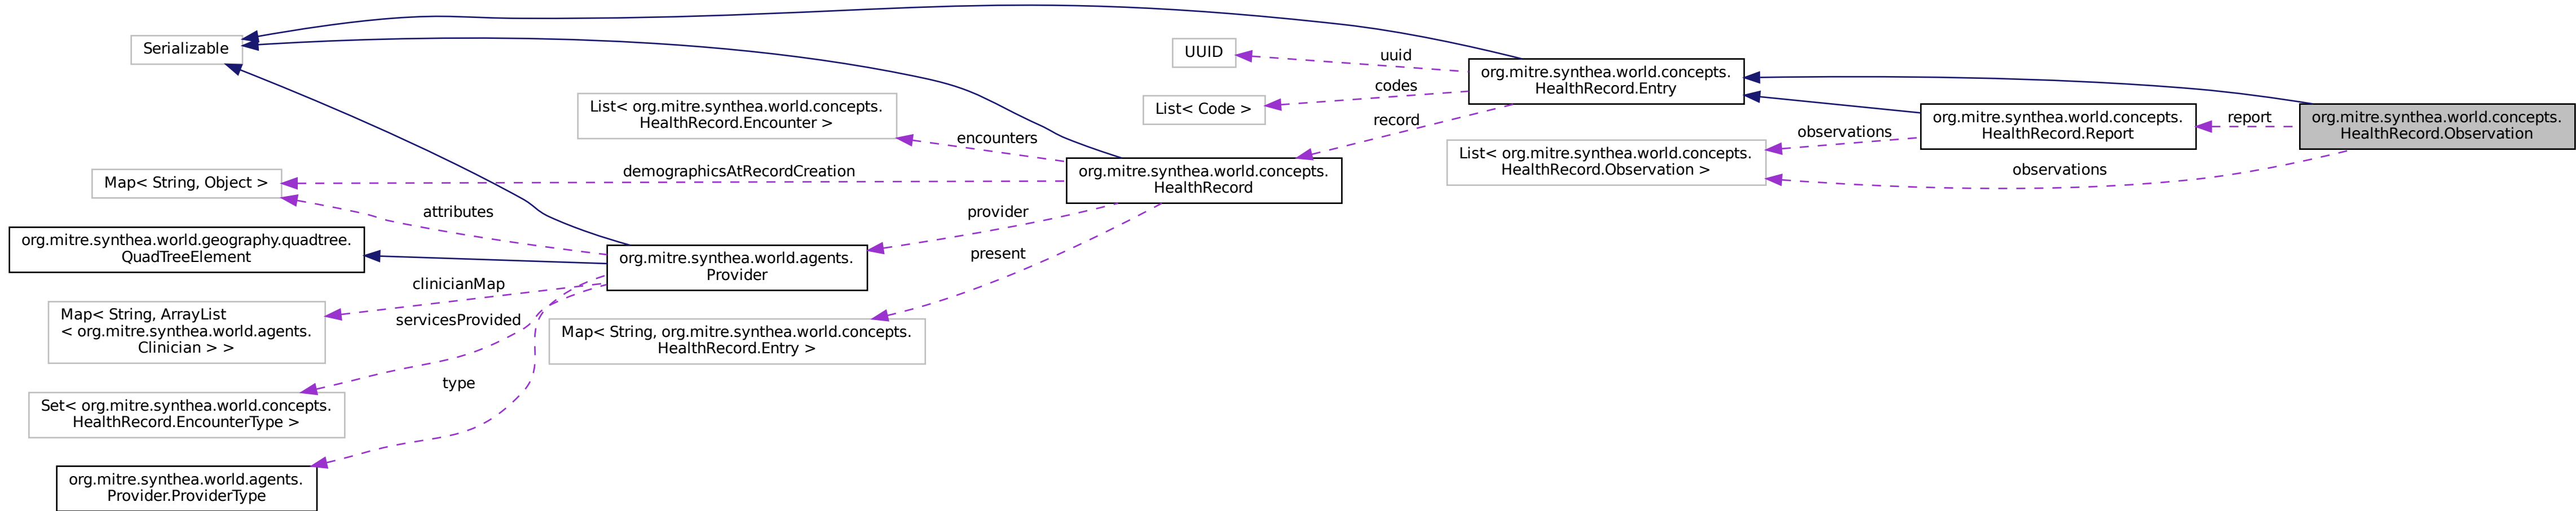 Serializable
UUID
uuid
org.mitre.synthea.world.concepts.
HealthRecord.Entry
codes
List< Code >
record
List< org.mitre.synthea.world.concepts.
HealthRecord.Encounter >
encounters
org.mitre.synthea.world.concepts.
HealthRecord.Report
report
org.mitre.synthea.world.concepts.
HealthRecord.Observation
observations
List< org.mitre.synthea.world.concepts.
HealthRecord.Observation >
observations
Map< String, Object >
demographicsAtRecordCreation
org.mitre.synthea.world.concepts.
HealthRecord
attributes
provider
org.mitre.synthea.world.geography.quadtree.
QuadTreeElement
org.mitre.synthea.world.agents.
Provider
present
clinicianMap
Map< String, ArrayList
< org.mitre.synthea.world.agents.
Clinician > >
servicesProvided
Map< String, org.mitre.synthea.world.concepts.
HealthRecord.Entry >
type
Set< org.mitre.synthea.world.concepts.
HealthRecord.EncounterType >
org.mitre.synthea.world.agents.
Provider.ProviderType